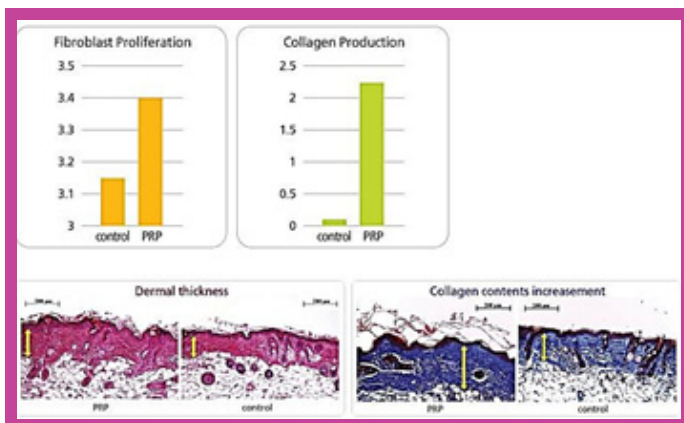 Fibroblast Proliferation
3.5
3.4
3.3
3.2
3.1
3
control PRP
Collagen Production
2.5
2
1.5
1
0.5
0
control PRP
Dermal thickness
PRP
control
Collagen contents increasement
PRP
control